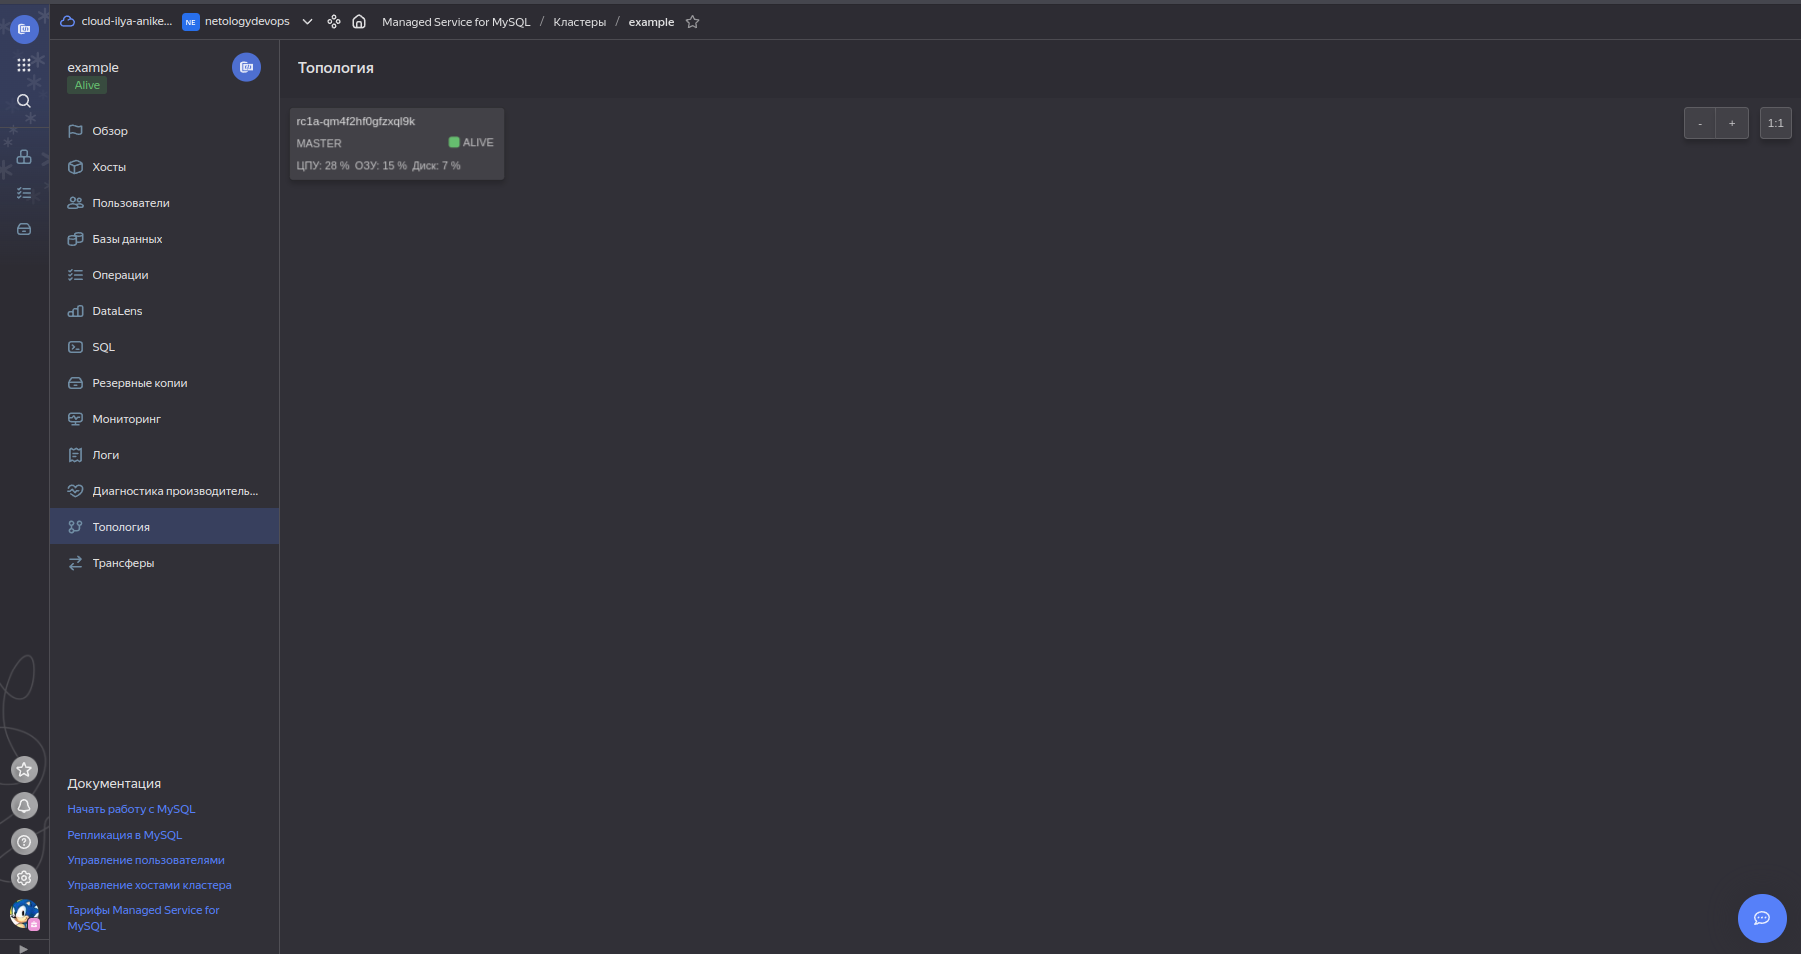 cloud-ilya-anike... NE netologydevops Managed Service for MySQL / Кластеры / example
example
Alive
Обзор
Хосты
Пользователи
Базы данных
Операции
DataLens
SQL
Резервные копии
Мониторинг
Логи
Диагностика производитель...
Топология
Трансферы
Документация
Начать работу с MySQL
Репликация в MySQL
Управление пользователями
Управление хостами кластера
Тарифы Managed Service for
MySQL
Топология
rc1a-qm4f2hf0gfzxql9k
MASTER ALIVE
ЦПУ: 28 % ОЗУ: 15 % Диск: 7 %
- + 1:1